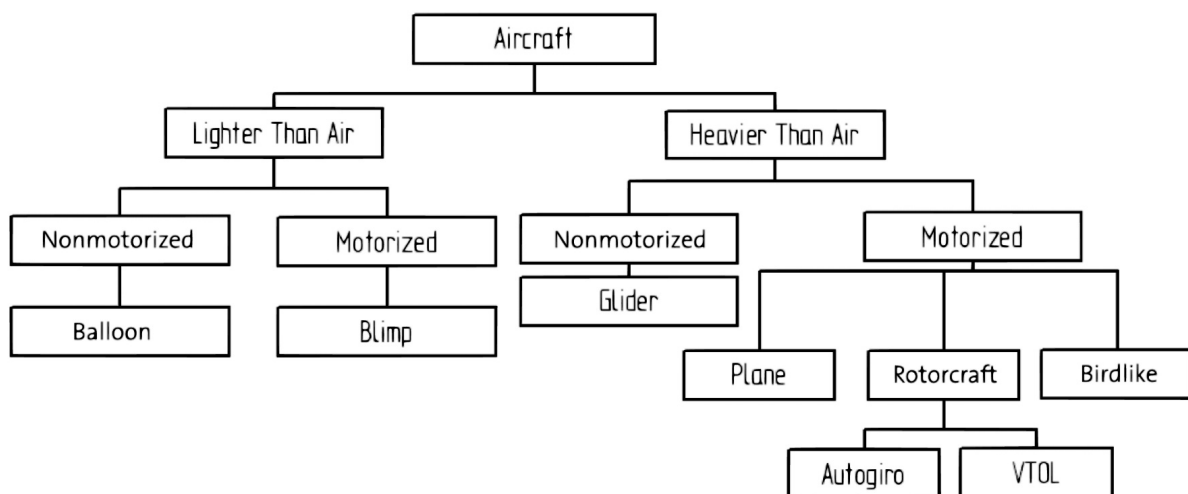 Aircraft
Lighter Than Air
Heavier Than Air
Nonmotorized
Motorized
Nonmotorized
Motorized
Balloon
Blimp
Glider
Plane
Rotorcraft
Birdlike
Autogiro
VTOL